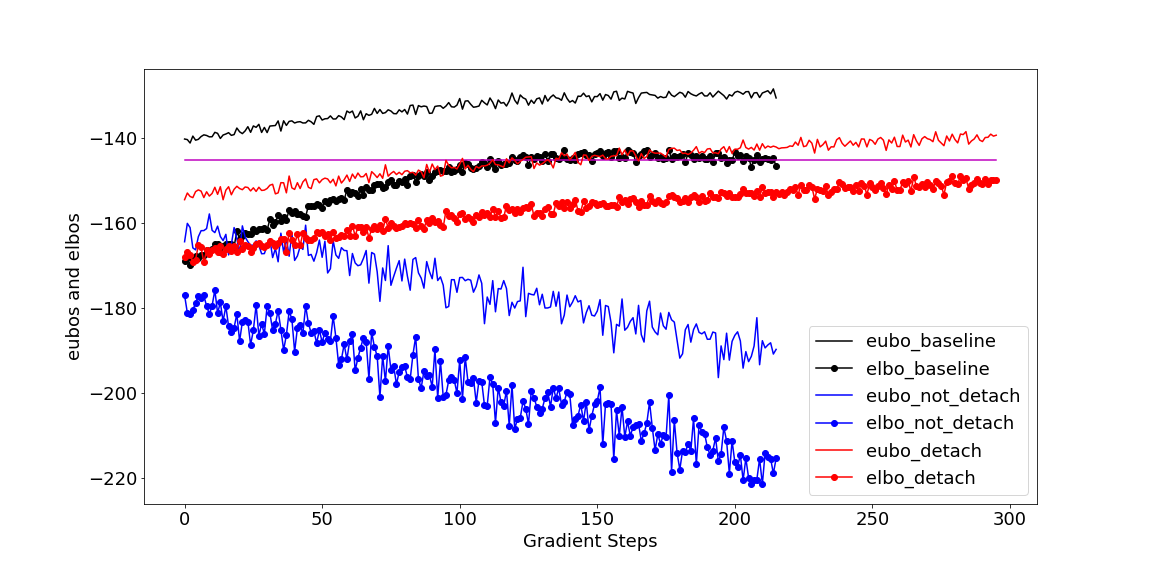 eubos and elbos
−140
−160
−180
−200
−220
0 50 100 150 200 250 300
Gradient Steps
eubo_baseline
elbo_baseline
eubo_not_detach
elbo_not_detach
eubo_detach
elbo_detach